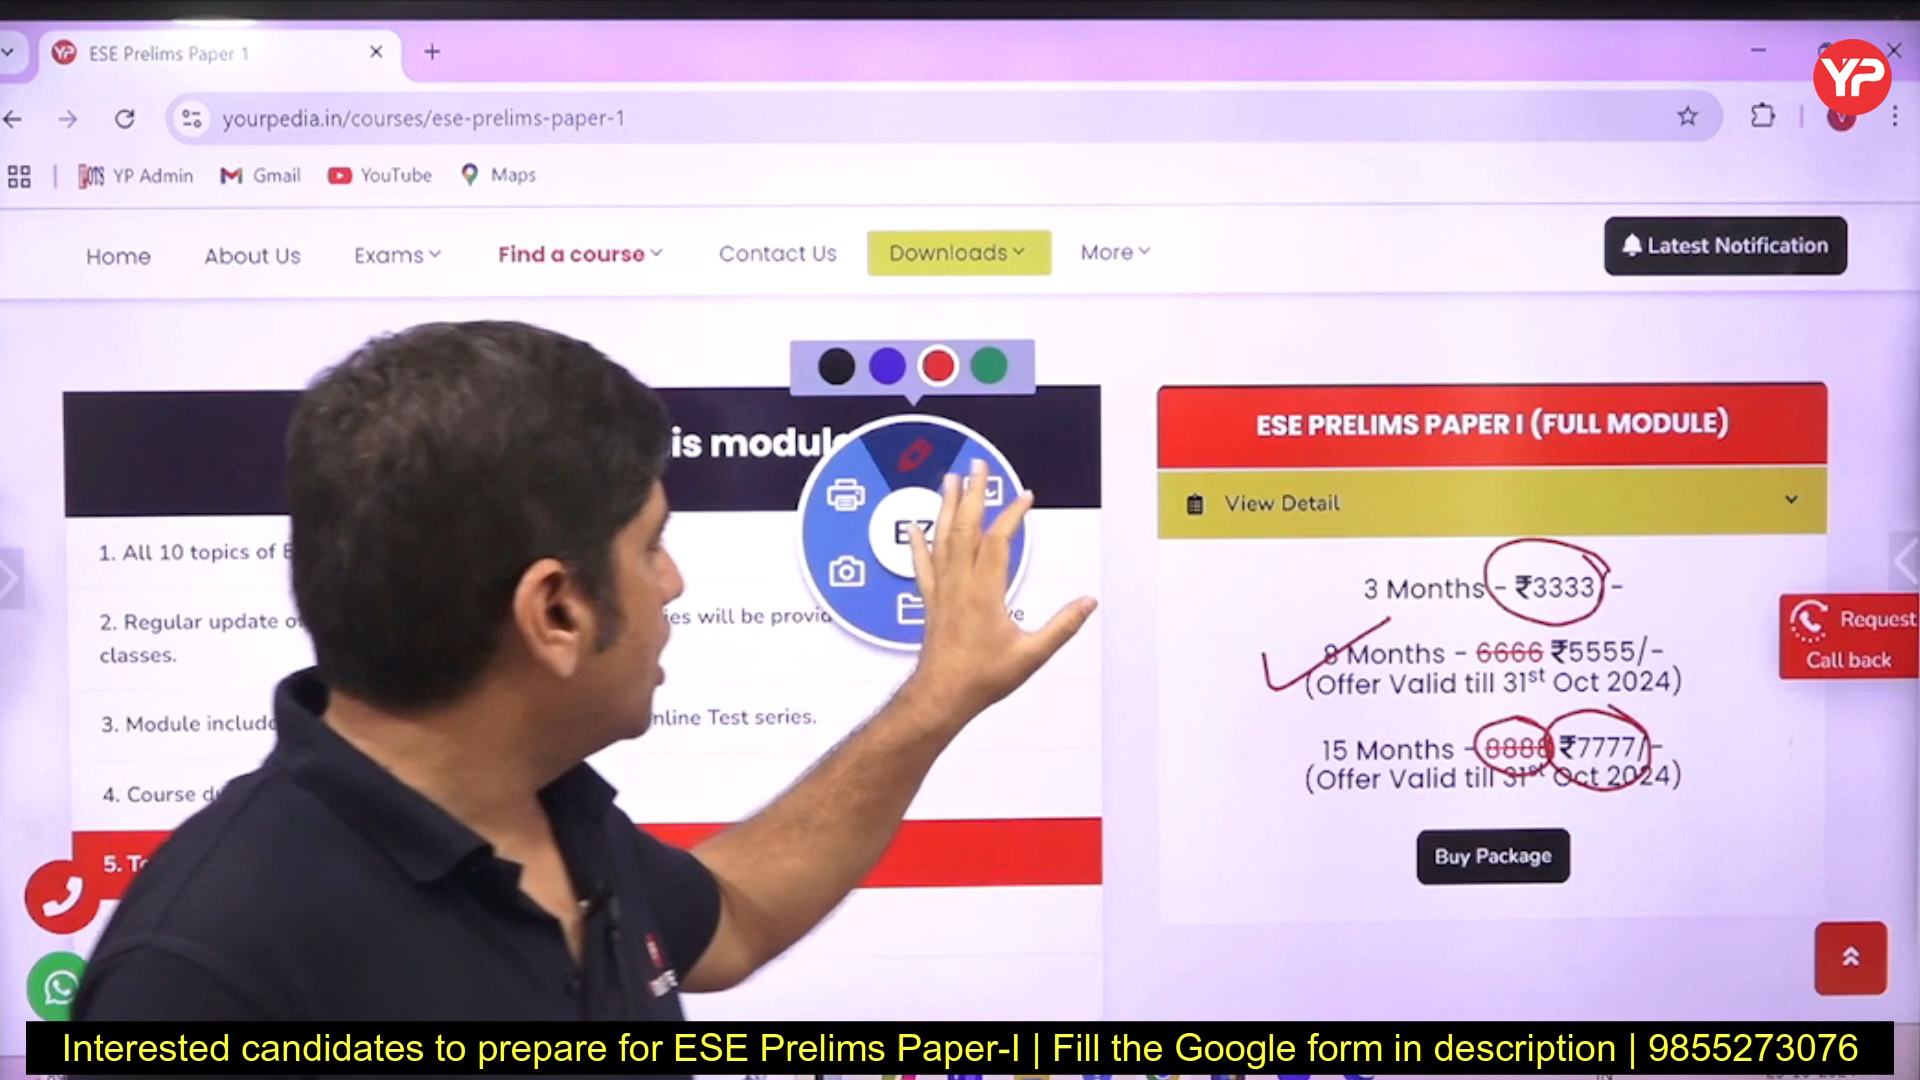 ESE Prelims Paper 1
YP
yourpedia.in/courses/ese-prelims-paper-1
YP Admin
Gmail
YouTube
Maps
Home
About Us
Exams
Find a course
Contact Us
Downloads
More
Latest Notification
is module
1. All 10 topics of
2. Regular update
will be
classes.
3. Module
Test series.
4. Course
5.
ESE PRELIMS PAPER I (FULL MODULE)
View Detail
3 Months - ₹3333/-
8 Months - 6666 ₹5555/-
(Offer Valid till 31st Oct 2024)
15 Months - 8888 ₹7777/-
(Offer Valid till 31st Oct 2024)
Buy Package
Request
Call back
Interested candidates to prepare for ESE Prelims Paper-I | Fill the Google form in description | 9855273076